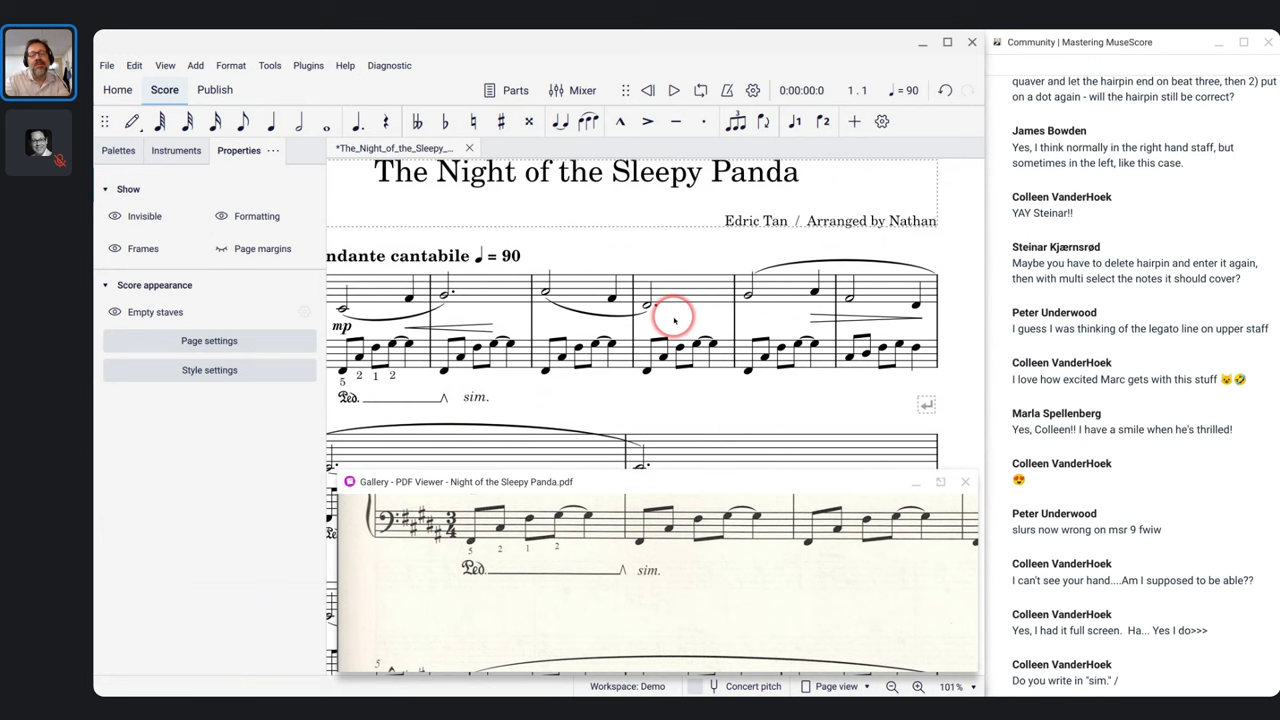 File Edit View Add Format Tools Plugins Help Diagnostic
Home Score Publish Parts Mixer 0:00:00:0 1 . 1 = 90
Palettes Instruments Properties
*The_Night_of_the_Sleepy_...
Show
Invisible Formatting
Frames Page margins
Score appearance
Empty staves
Page settings
Style settings
The Night of the Sleepy Panda
Edric Tan / Arranged by Nathan
ndante cantabile = 90
mp
5 2 1 2
Ped. sim.
Gallery - PDF Viewer - Night of the Sleepy Panda.pdf
3
4
5 2 1 2
Ped. sim.
5
Workspace: Demo Concert pitch Page view 101%
Community | Mastering MuseScore
quaver and let the hairpin end on beat three, then 2) put
on a dot again - will the hairpin still be correct?
James Bowden
Yes, I think normally in the right hand staff, but
sometimes in the left, like this case.
Colleen VanderHoek
YAY Steinar!!
Steinar Kjærnsrød
Maybe you have to delete hairpin and enter it again,
then with multi select the notes it should cover?
Peter Underwood
I guess I was thinking of the legato line on upper staff
Colleen VanderHoek
I love how excited Marc gets with this stuff 😺🤣
Marla Spellenberg
Yes, Colleen!! I have a smile when he's thrilled!
Colleen VanderHoek
😍
Peter Underwood
slurs now wrong on msr 9 fwiw
Colleen VanderHoek
I can't see your hand....Am I supposed to be able??
Colleen VanderHoek
Yes, I had it full screen. Ha... Yes I do>>>
Colleen VanderHoek
Do you write in "sim." /